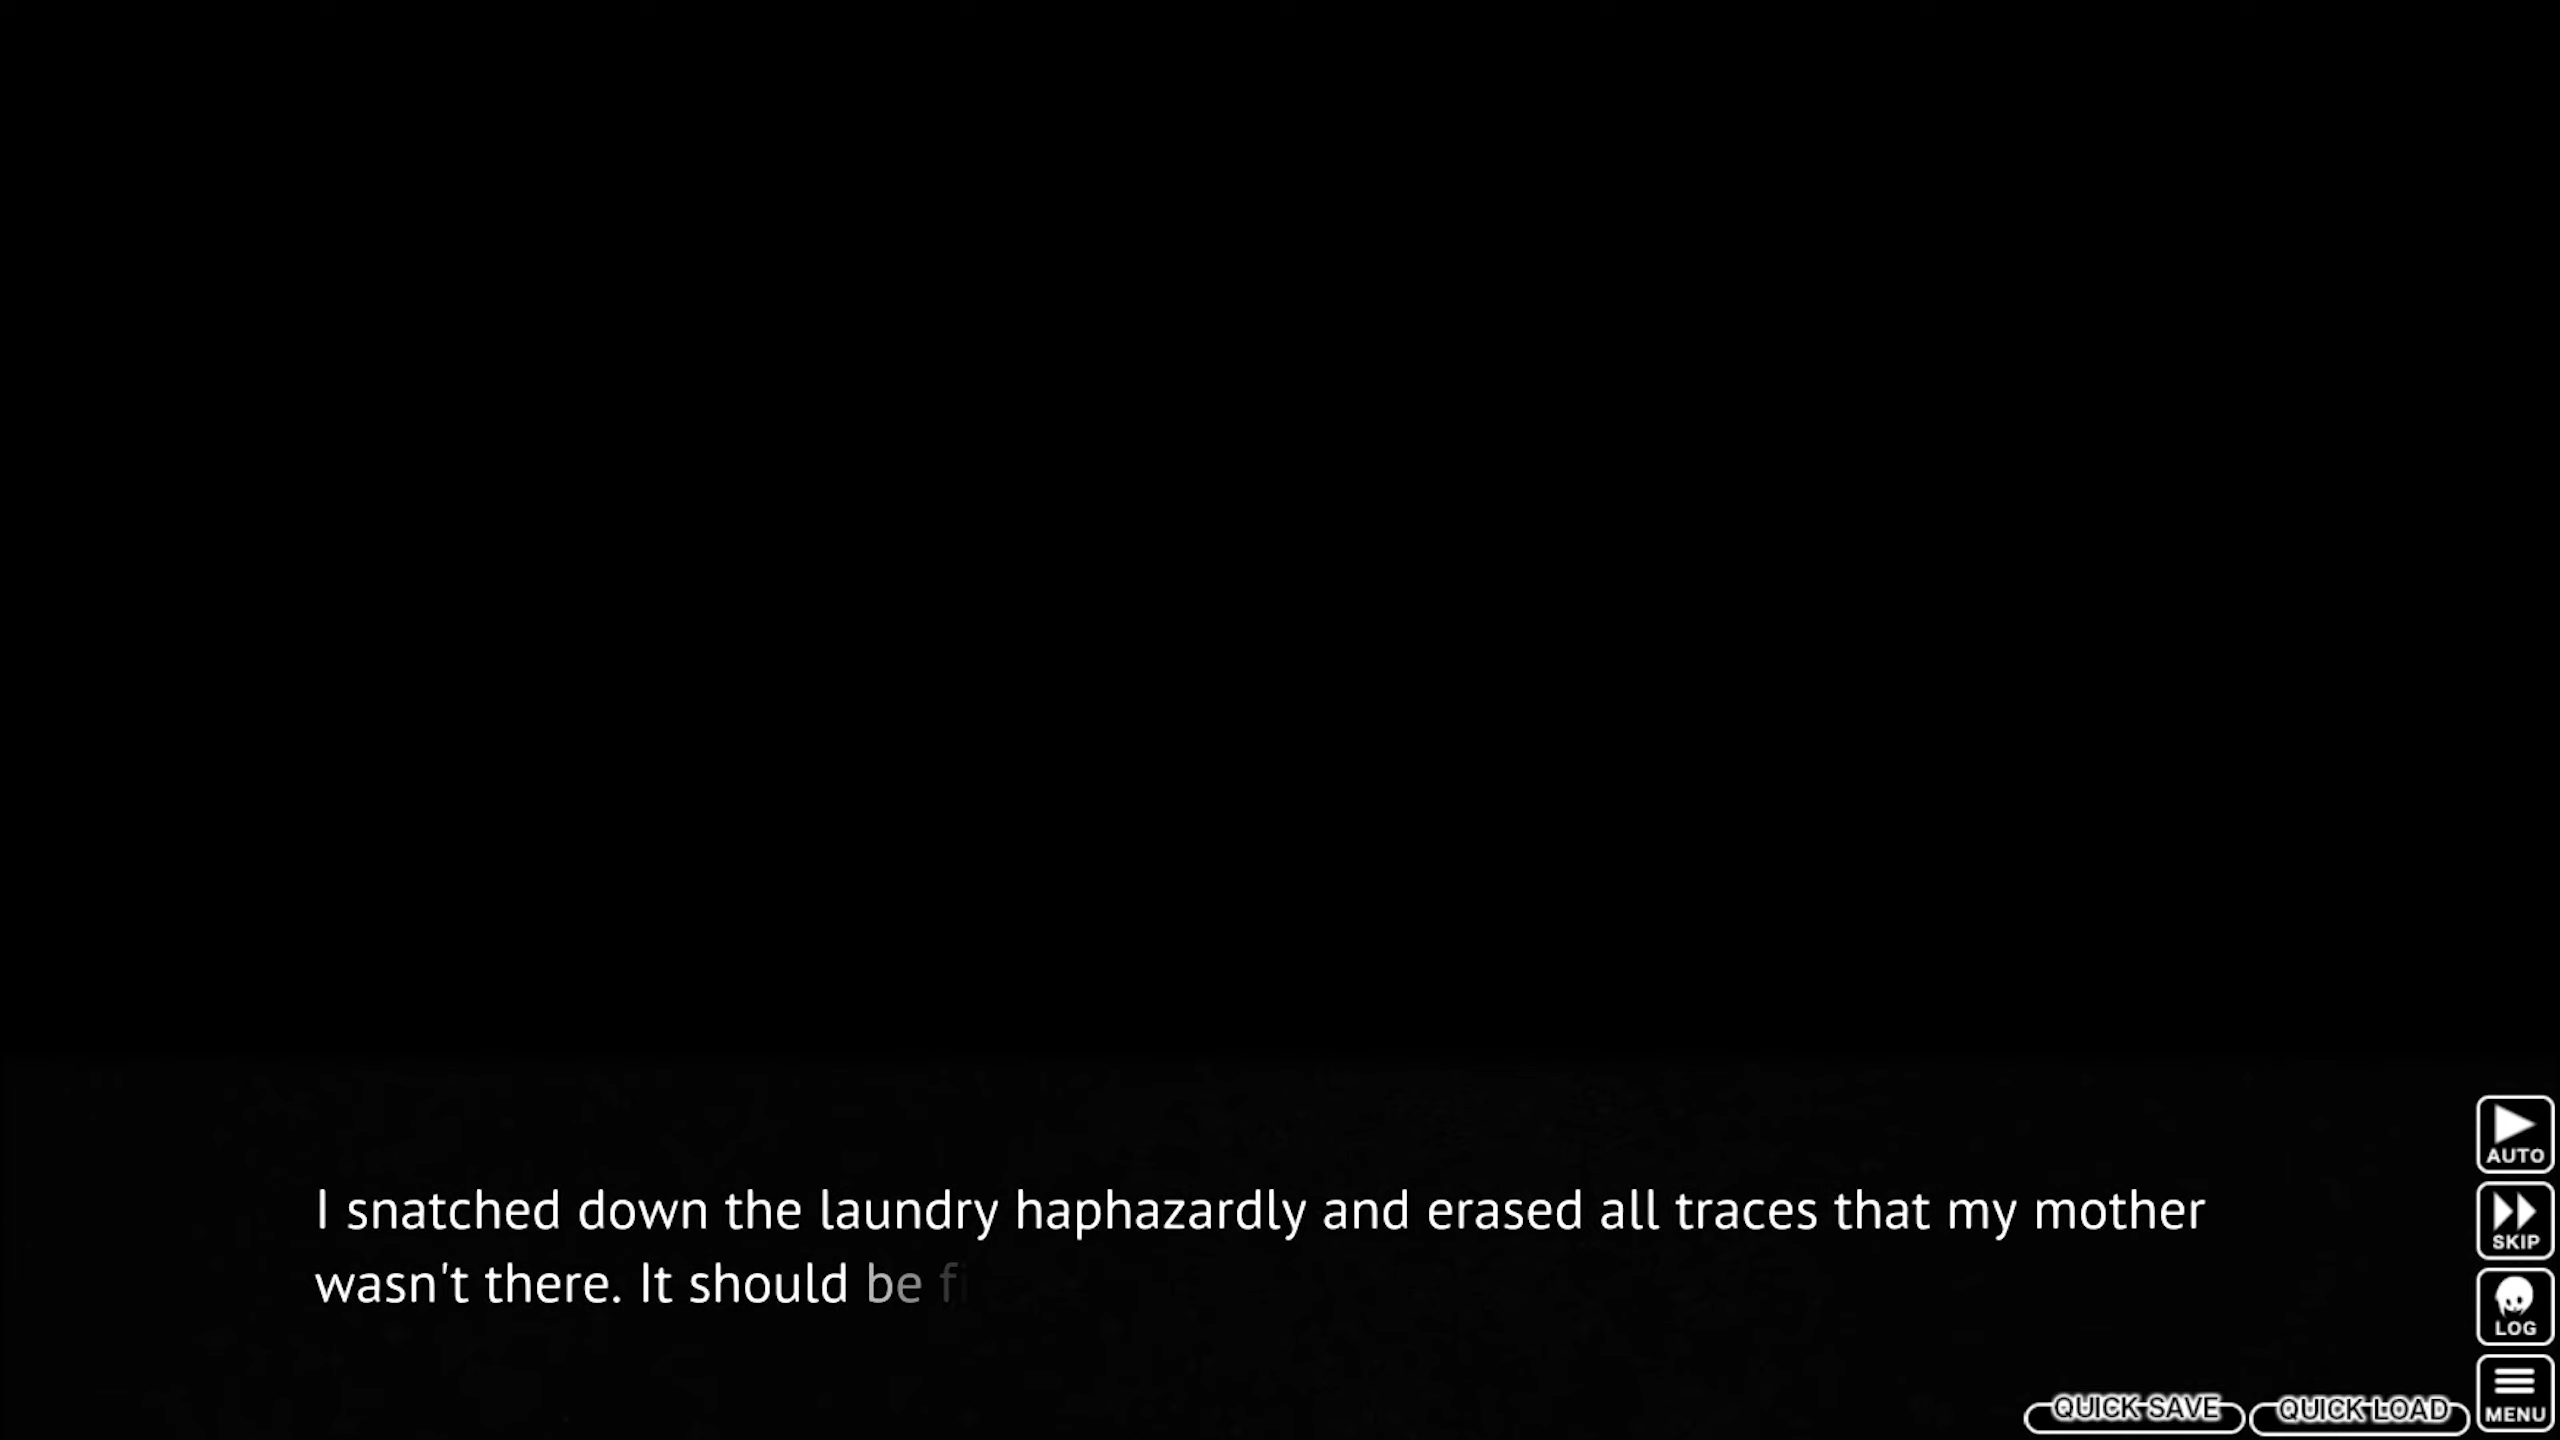 I snatched down the laundry haphazardly and erased all traces that my mother
wasn't there. It should be fi
AUTO
SKIP
LOG
QUICK SAVE QUICK LOAD MENU